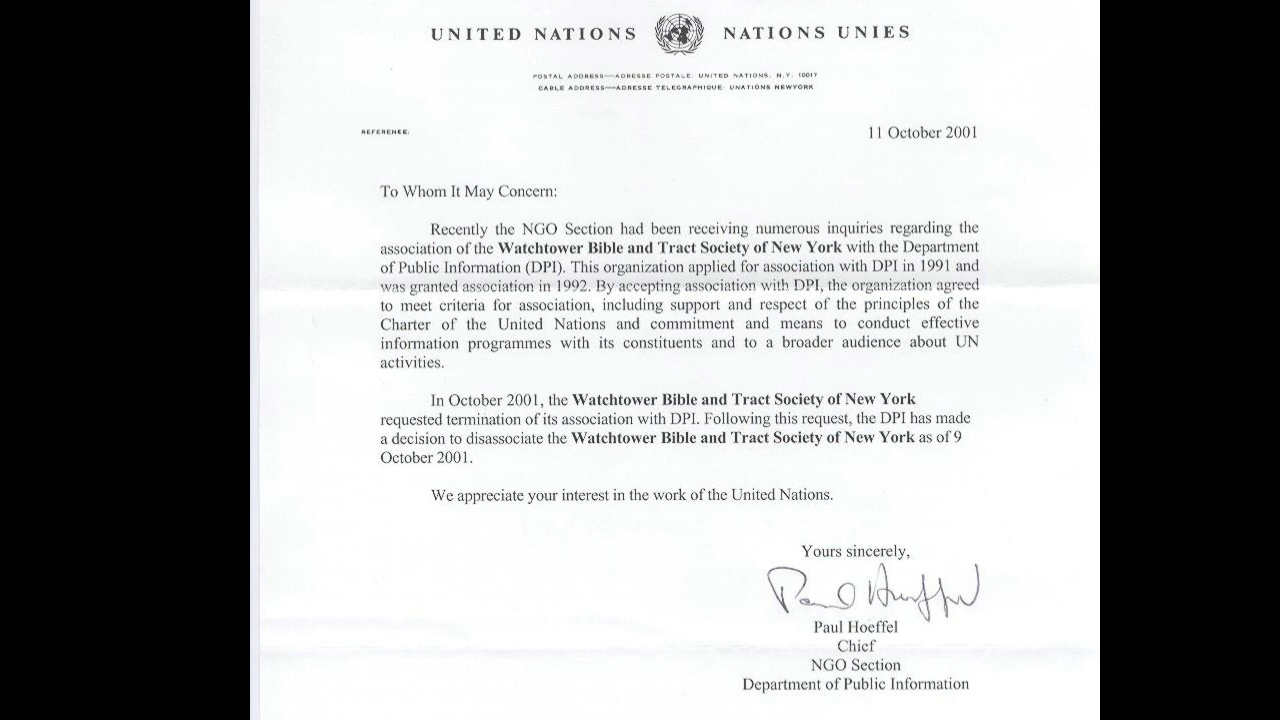 UNITED NATIONS NATIONS UNIES
POSTAL ADDRESS—ADRESSE POSTALE: UNITED NATIONS, N.Y. 10017
CABLE ADDRESS—ADRESSE TELEGRAPHIQUE: UNATIONS NEWYORK
REFERENCE:
11 October 2001
To Whom It May Concern:
Recently the NGO Section had been receiving numerous inquiries regarding the
association of the Watchtower Bible and Tract Society of New York with the Department
of Public Information (DPI). This organization applied for association with DPI in 1991 and
was granted association in 1992. By accepting association with DPI, the organization agreed
to meet criteria for association, including support and respect of the principles of the
Charter of the United Nations and commitment and means to conduct effective
information programmes with its constituents and to a broader audience about UN
activities.
In October 2001, the Watchtower Bible and Tract Society of New York
requested termination of its association with DPI. Following this request, the DPI has made
a decision to disassociate the Watchtower Bible and Tract Society of New York as of 9
October 2001.
We appreciate your interest in the work of the United Nations.
Yours sincerely,
Paul Hoeffel
Paul Hoeffel
Chief
NGO Section
Department of Public Information